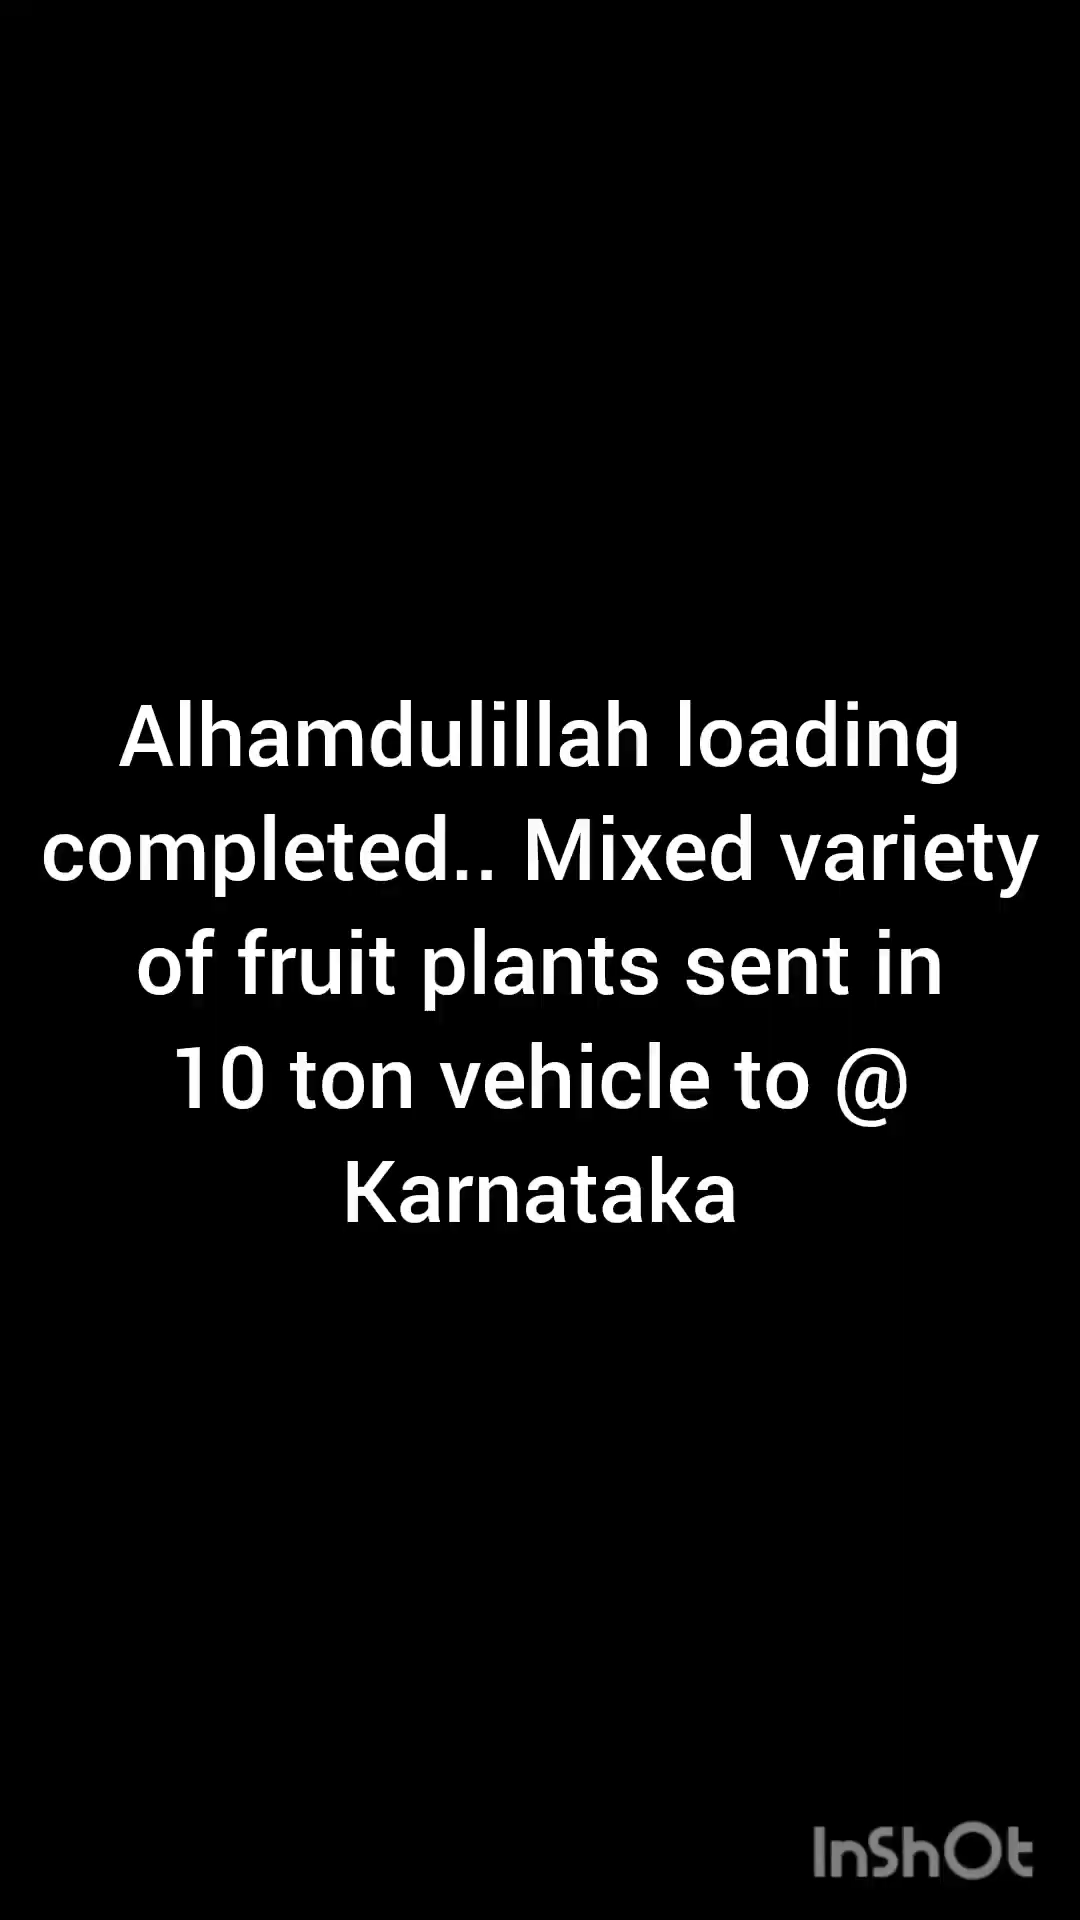 Alhamdulillah loading
completed.. Mixed variety
of fruit plants sent in
10 ton vehicle to @
Karnataka
InShOt